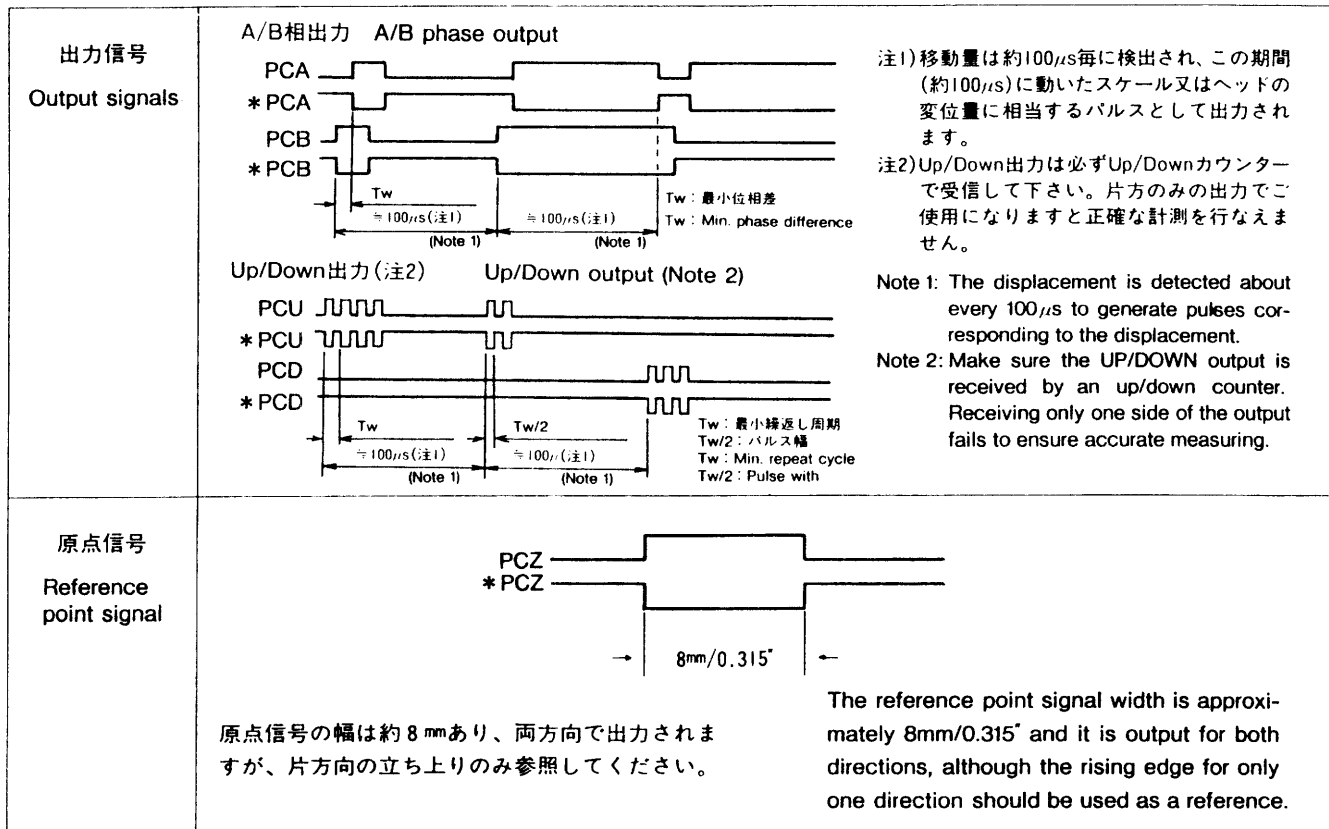 出力信号
Output signals
A/B相出力 A/B phase output
PCA
*PCA
PCB
*PCB
Tw
≒100μs(注1)
(Note 1)
≒100μs(注1)
(Note 1)
Tw：最小位相差
Tw：Min. phase difference
Up/Down出力(注2) Up/Down output (Note 2)
PCU
*PCU
PCD
*PCD
Tw
≒100μs(注1)
(Note 1)
Tw/2
≒100μ(注1)
(Note 1)
Tw：最小繰返し周期
Tw/2：パルス幅
Tw：Min. repeat cycle
Tw/2：Pulse with
注1)移動量は約100μs毎に検出され、この期間
(約100μs)に動いたスケール又はヘッドの
変位量に相当するパルスとして出力され
ます。
注2)Up/Down出力は必ずUp/Downカウンター
で受信して下さい。片方のみの出力でご
使用になりますと正確な計測を行なえま
せん。
Note 1: The displacement is detected about
every 100μs to generate pulses cor-
responding to the displacement.
Note 2: Make sure the UP/DOWN output is
received by an up/down counter.
Receiving only one side of the output
fails to ensure accurate measuring.
原点信号
Reference
point signal
PCZ
*PCZ
8mm/0.315"
原点信号の幅は約8mmあり、両方向で出力されま
すが、片方向の立ち上りのみ参照してください。
The reference point signal width is approxi-
mately 8mm/0.315" and it is output for both
directions, although the rising edge for only
one direction should be used as a reference.